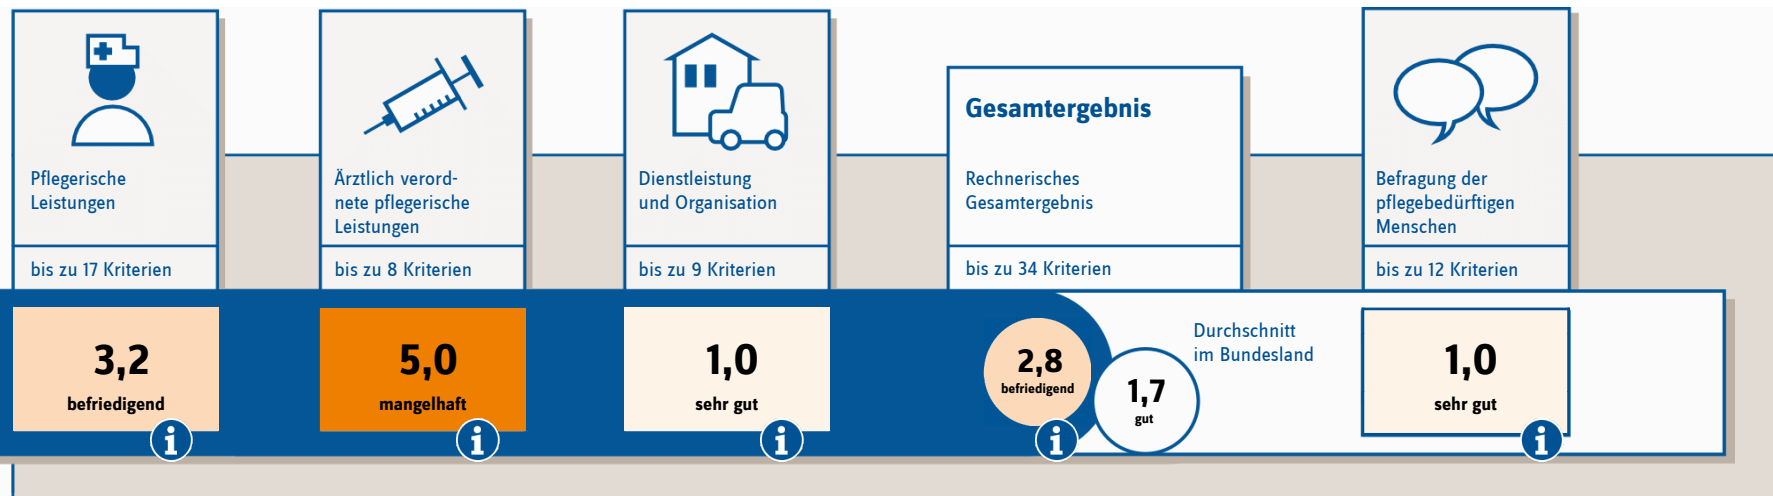 Pflegerische
Leistungen
bis zu 17 Kriterien
3,2
befriedigend
i
Ärztlich verord-
nete pflegerische
Leistungen
bis zu 8 Kriterien
5,0
mangelhaft
i
Dienstleistung
und Organisation
bis zu 9 Kriterien
1,0
sehr gut
i
Gesamtergebnis
Rechnerisches
Gesamtergebnis
bis zu 34 Kriterien
2,8
befriedigend
i
1,7
gut
Durchschnitt
im Bundesland
Befragung der
pflegebedürftigen
Menschen
bis zu 12 Kriterien
1,0
sehr gut
i